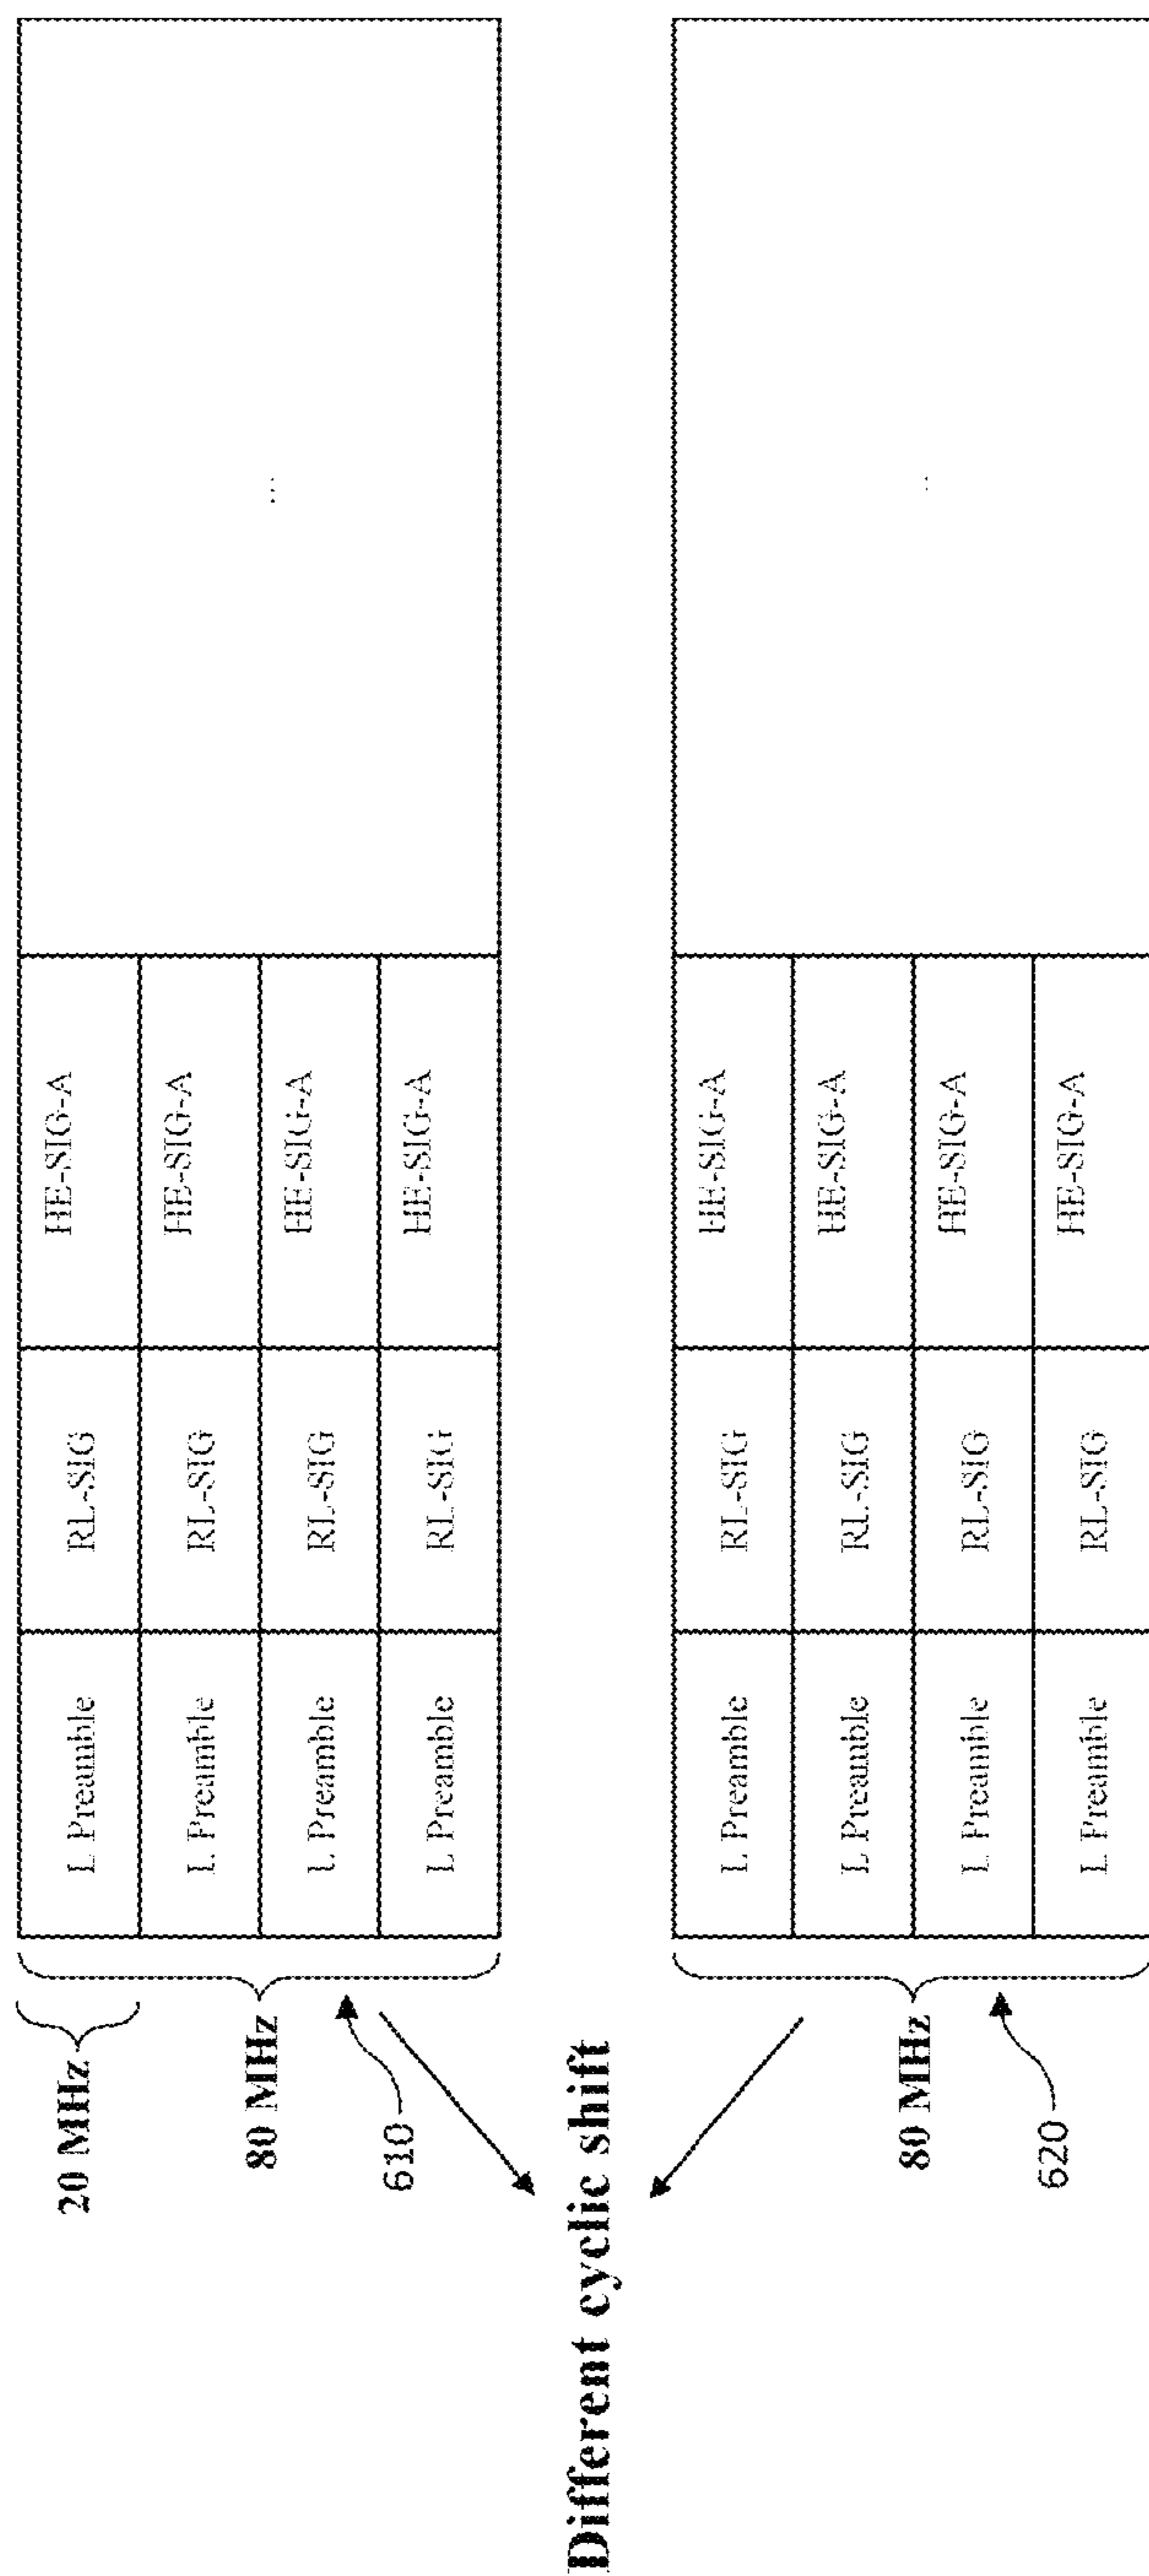 20 MHz L Preamble RL-SIG HE-SIG-A
L Preamble RL-SIG HE-SIG-A
80 MHz
...
L Preamble RL-SIG HE-SIG-A
610
L Preamble RL-SIG HE-SIG-A
Different cyclic shift
L Preamble RL-SIG HE-SIG-A
L Preamble RL-SIG HE-SIG-A
80 MHz
...
L Preamble RL-SIG HE-SIG-A
620
L Preamble RL-SIG HE-SIG-A